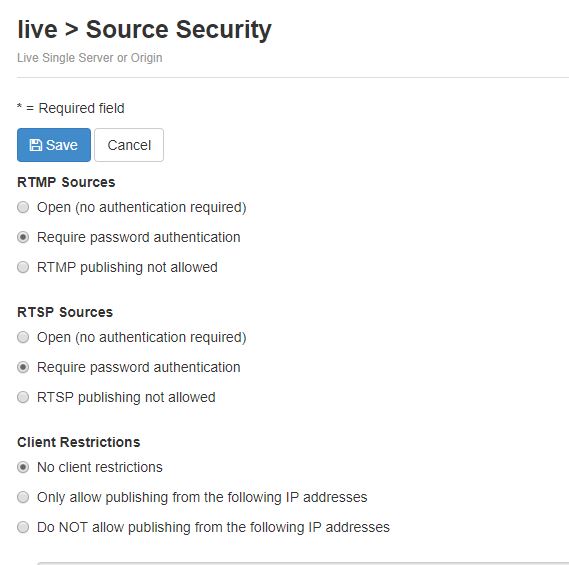 live > Source Security
Live Single Server or Origin
* = Required field
Save Cancel
RTMP Sources
Open (no authentication required)
Require password authentication
RTMP publishing not allowed
RTSP Sources
Open (no authentication required)
Require password authentication
RTSP publishing not allowed
Client Restrictions
No client restrictions
Only allow publishing from the following IP addresses
Do NOT allow publishing from the following IP addresses